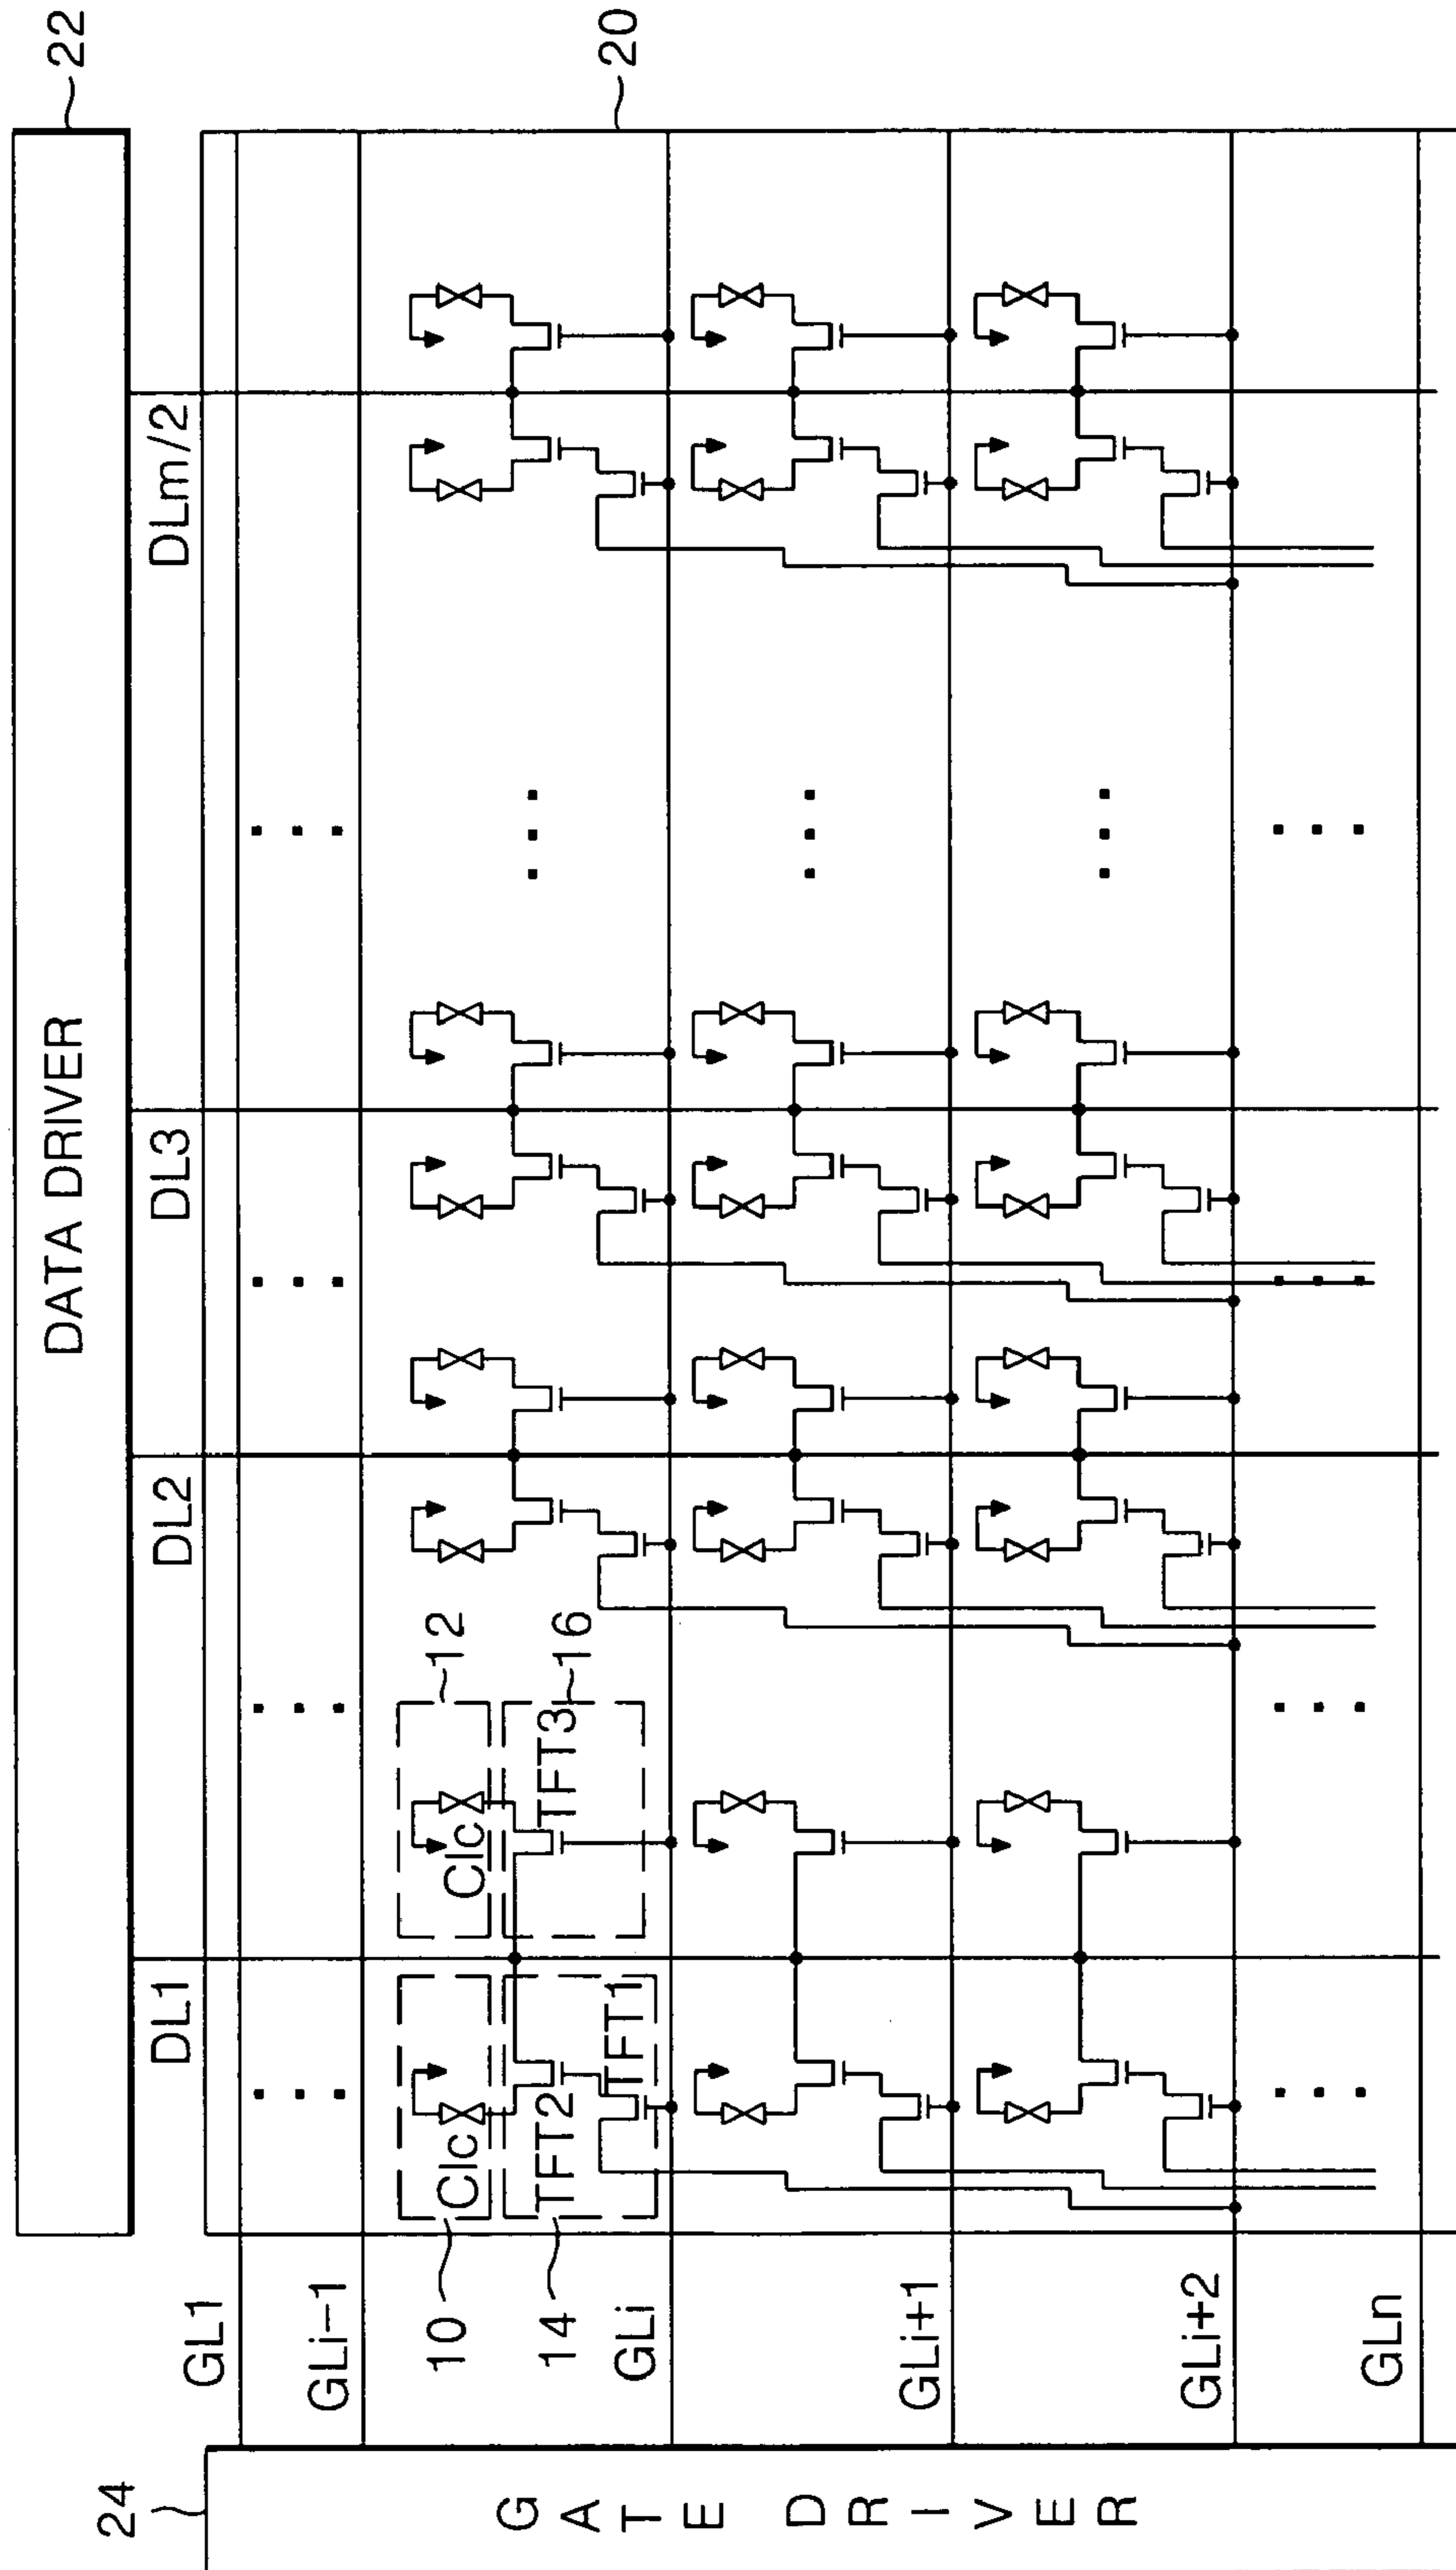 DATA DRIVER
22
20
DL1
DL2
DL3
DLm/2
24
GATE DRIVER
GL1
GLi−1
10
14
GLi
GLi+1
GLi+2
GLn
Clc
TFT2
TFT1
Clc
TFT3
12
16